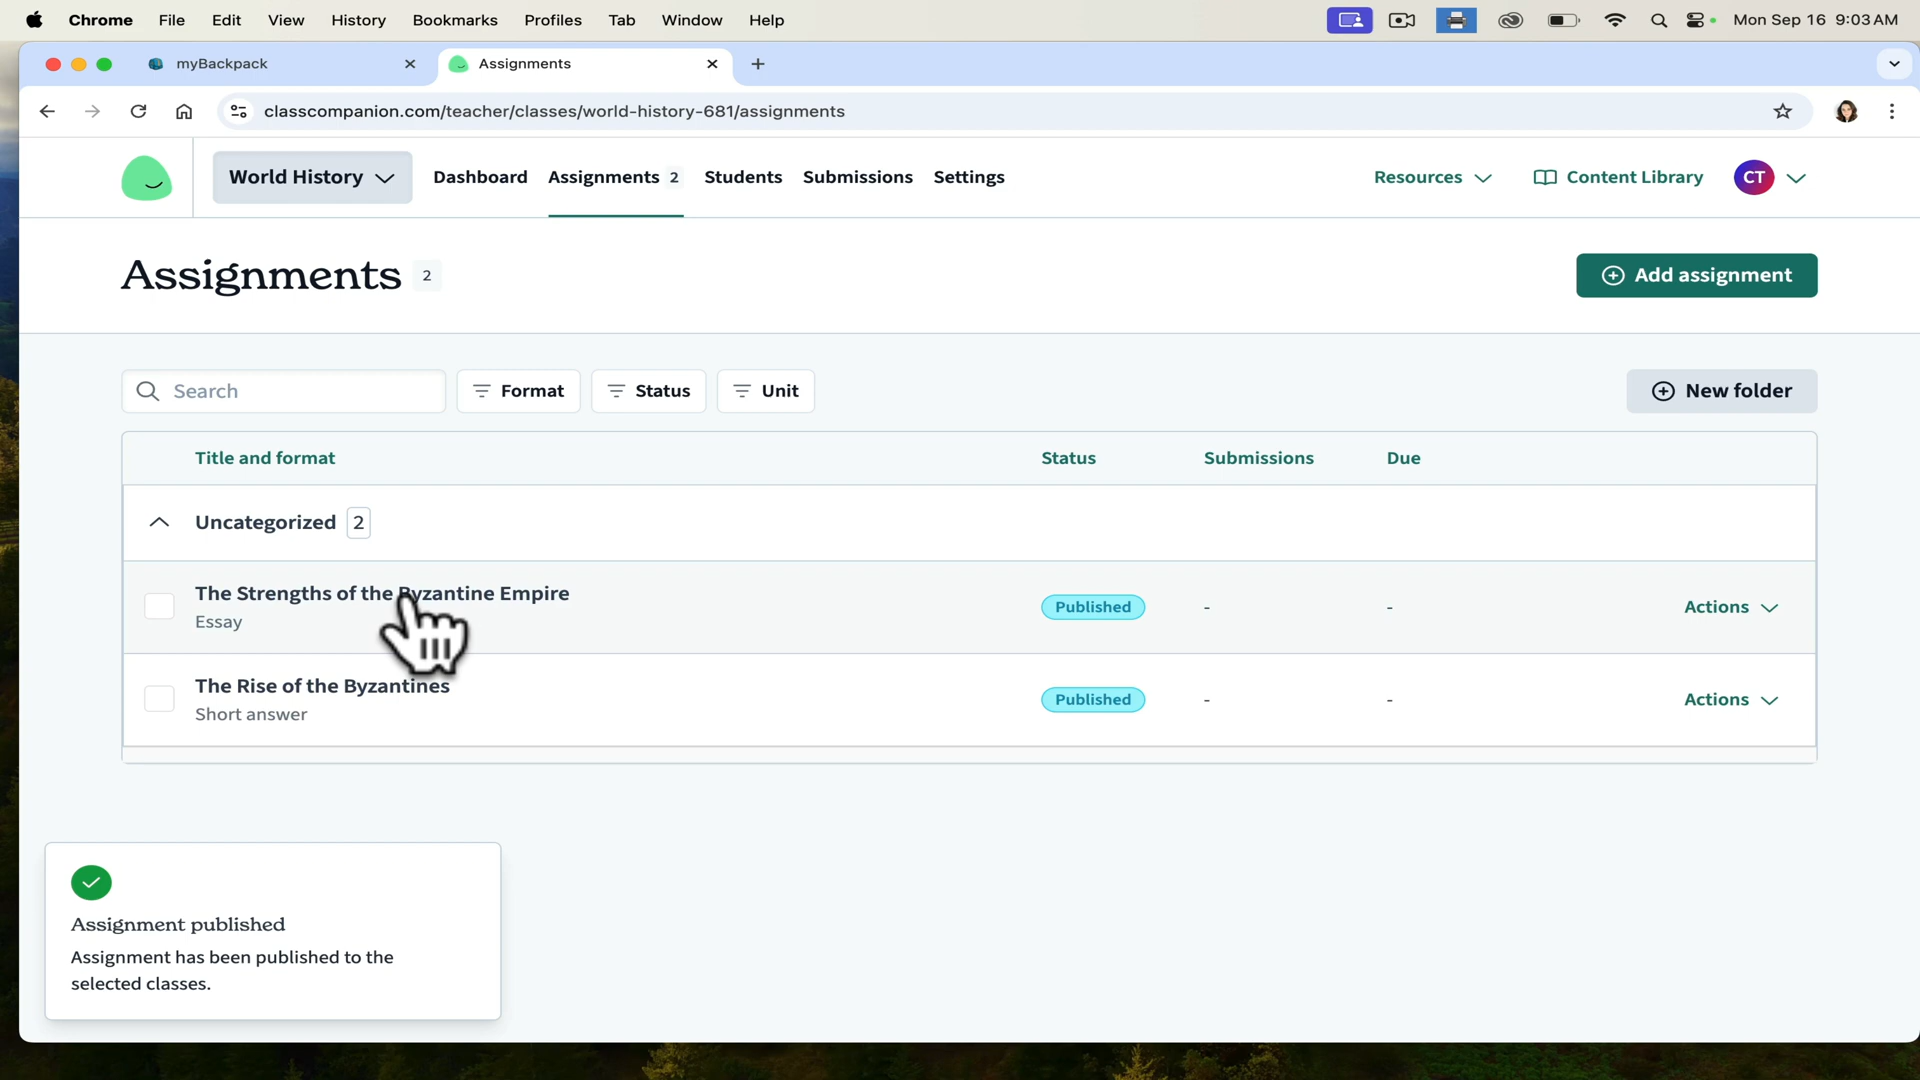 Chrome File Edit View History Bookmarks Profiles Tab Window Help Mon Sep 16 9:03 AM
myBackpack Assignments
classcompanion.com/teacher/classes/world-history-681/assignments
World History Dashboard Assignments 2 Students Submissions Settings Resources Content Library CT
Assignments 2 Add assignment
Search Format Status Unit New folder
Title and format Status Submissions Due
Uncategorized 2
The Strengths of the Byzantine Empire
Essay
Published - - Actions
The Rise of the Byzantines
Short answer
Published - - Actions
Assignment published
Assignment has been published to the
selected classes.